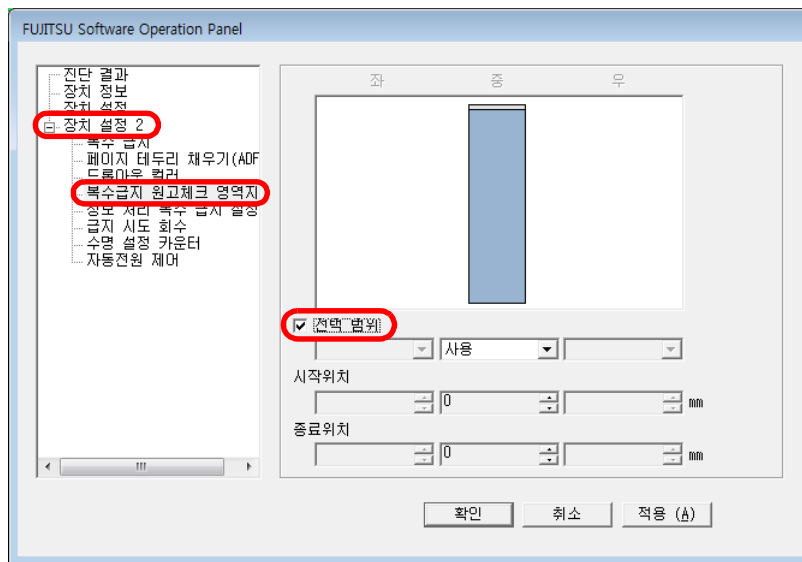 FUJITSU Software Operation Panel
진단 결과
장치 정보
장치 설정
장치 설정 2
복수 급지
페이지 테두리 채우기(ADF
드롭아웃 컬러
복수급지 원고체크 영역지
정보 처리 복수 급지 설정
급지 시도 회수
수명 설정 카운터
자동전원 제어
좌 중 우
선택 범위
사용
시작위치
0 mm
종료위치
0 mm
확인 취소 적용 (A)